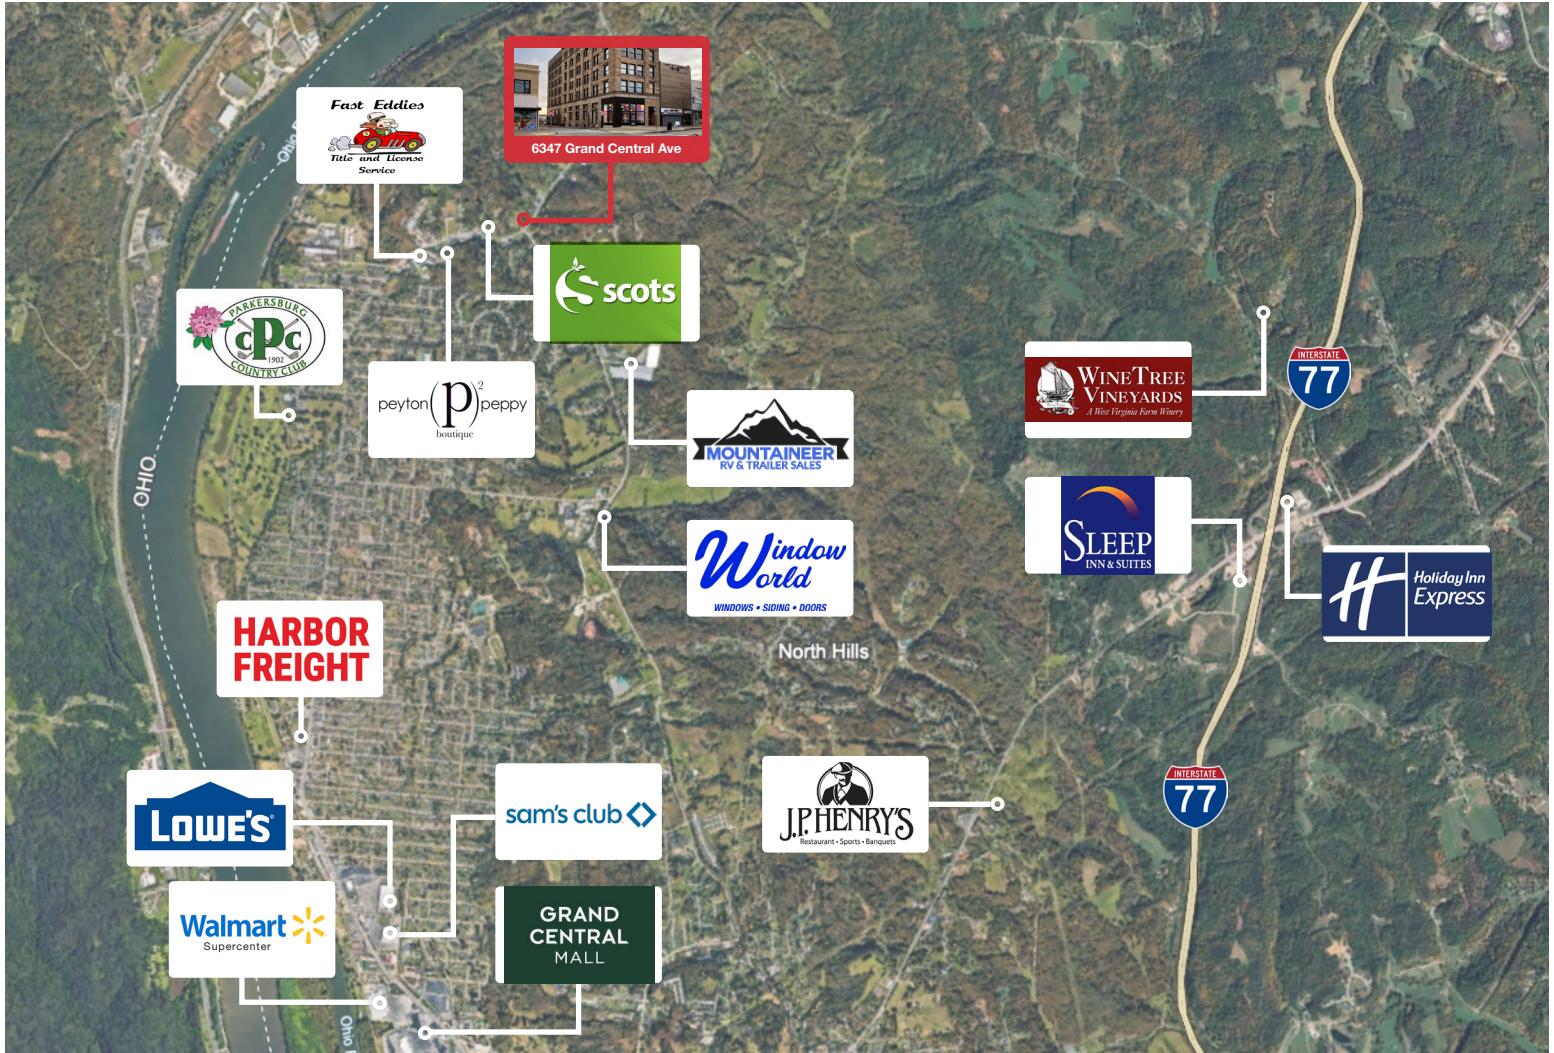 Fast Eddies
Title and License
Service
6347 Grand Central Ave
Ohio
scots
PARKERSBURG
CPC
1902
COUNTRY CLUB
peyton (p)² peppy
boutique
MOUNTAINEER
RV & TRAILER SALES
WINETREE
VINEYARDS
A West Virginia Farm Winery
INTERSTATE
77
OHIO
SLEEP
INN & SUITES
Window
World
WINDOWS • SIDING • DOORS
H
Holiday Inn
Express
HARBOR
FREIGHT
North Hills
LOWE'S
sam's club
J.P. HENRY'S
Restaurant • Sports • Banquets
INTERSTATE
77
Walmart
Supercenter
GRAND
CENTRAL
MALL
Ohio